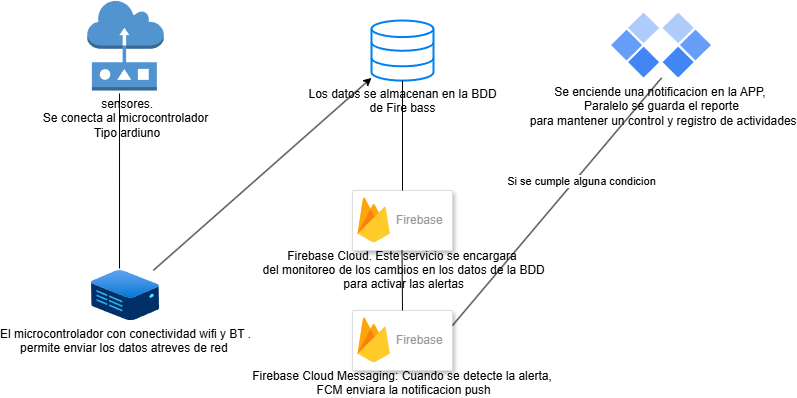 sensores.
Se conecta al microcontrolador
Tipo ardiuno
Los datos se almacenan en la BDD
de Fire bass
Se enciende una notificacion en la APP,
Paralelo se guarda el reporte
para mantener un control y registro de actividades
Si se cumple alguna condicion
Firebase
Firebase Cloud. Este servicio se encargara
del monitoreo de los cambios en los datos de la BDD
para activar las alertas
El microcontrolador con conectividad wifi y BT .
permite enviar los datos atreves de red
Firebase
Firebase Cloud Messaging: Cuando se detecte la alerta,
FCM enviara la notificacion push